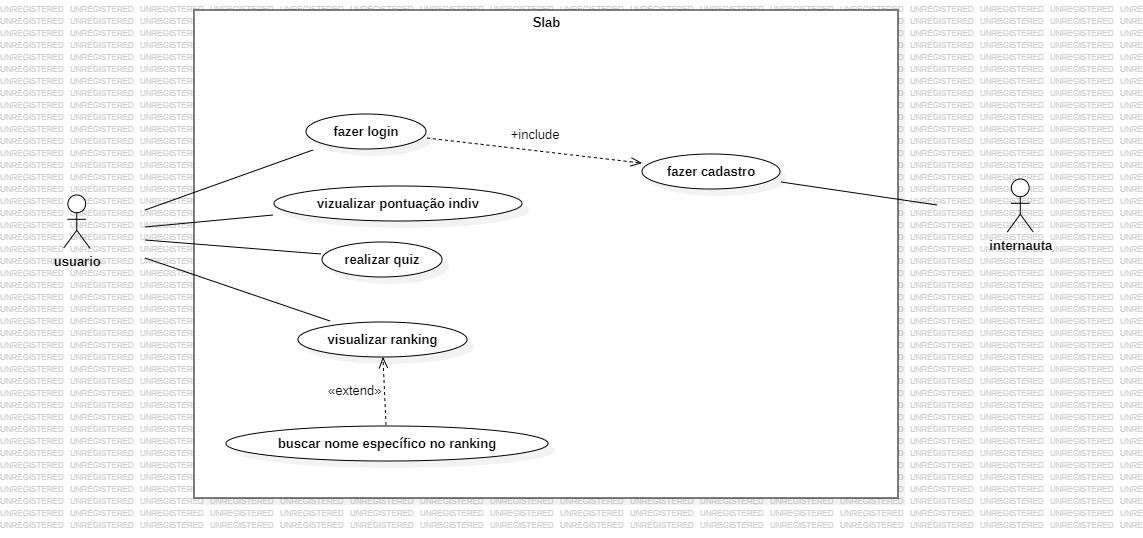 Slab
fazer login
+include
fazer cadastro
vizualizar pontuação indiv
usuario
internauta
realizar quiz
visualizar ranking
«extend»
buscar nome específico no ranking
UNREGISTERED